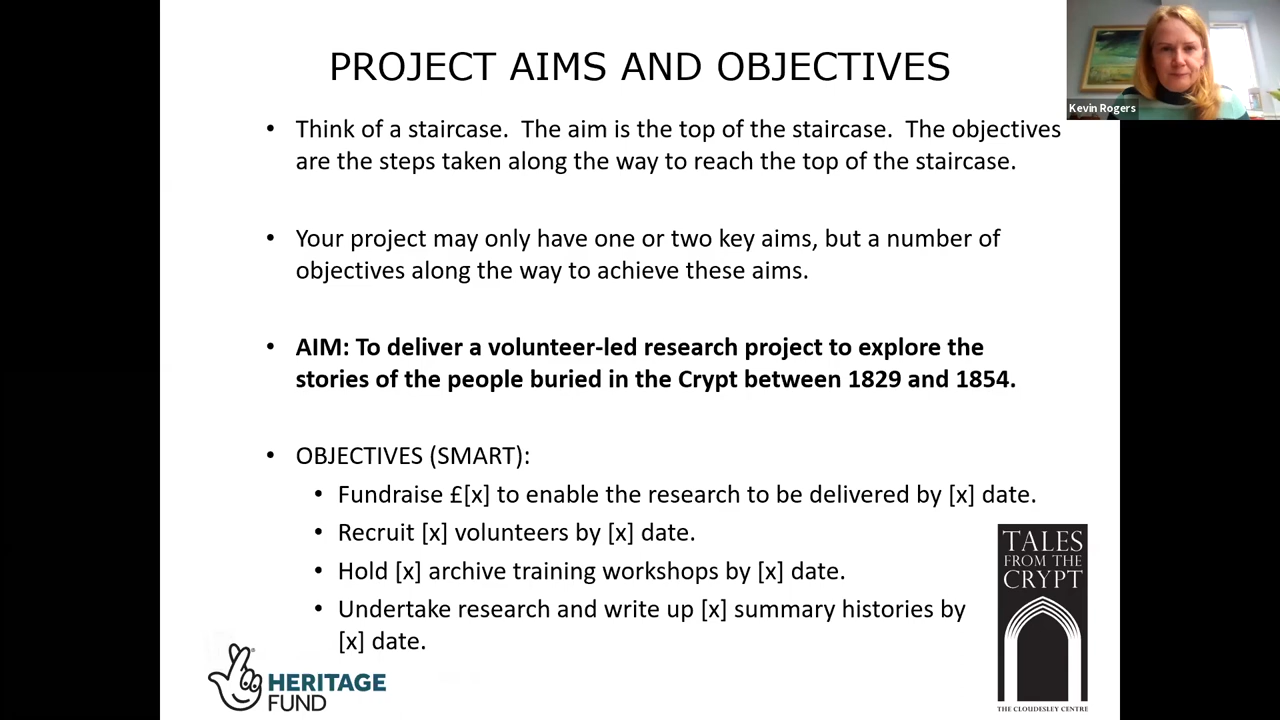 PROJECT AIMS AND OBJECTIVES
Kevin Rogers
• Think of a staircase. The aim is the top of the staircase. The objectives
are the steps taken along the way to reach the top of the staircase.
• Your project may only have one or two key aims, but a number of
objectives along the way to achieve these aims.
• AIM: To deliver a volunteer-led research project to explore the
stories of the people buried in the Crypt between 1829 and 1854.
• OBJECTIVES (SMART):
• Fundraise £[x] to enable the research to be delivered by [x] date.
• Recruit [x] volunteers by [x] date.
• Hold [x] archive training workshops by [x] date.
• Undertake research and write up [x] summary histories by
[x] date.
HERITAGE
FUND
TALES
FROM THE
CRYPT
THE CLOUDESLEY CENTRE